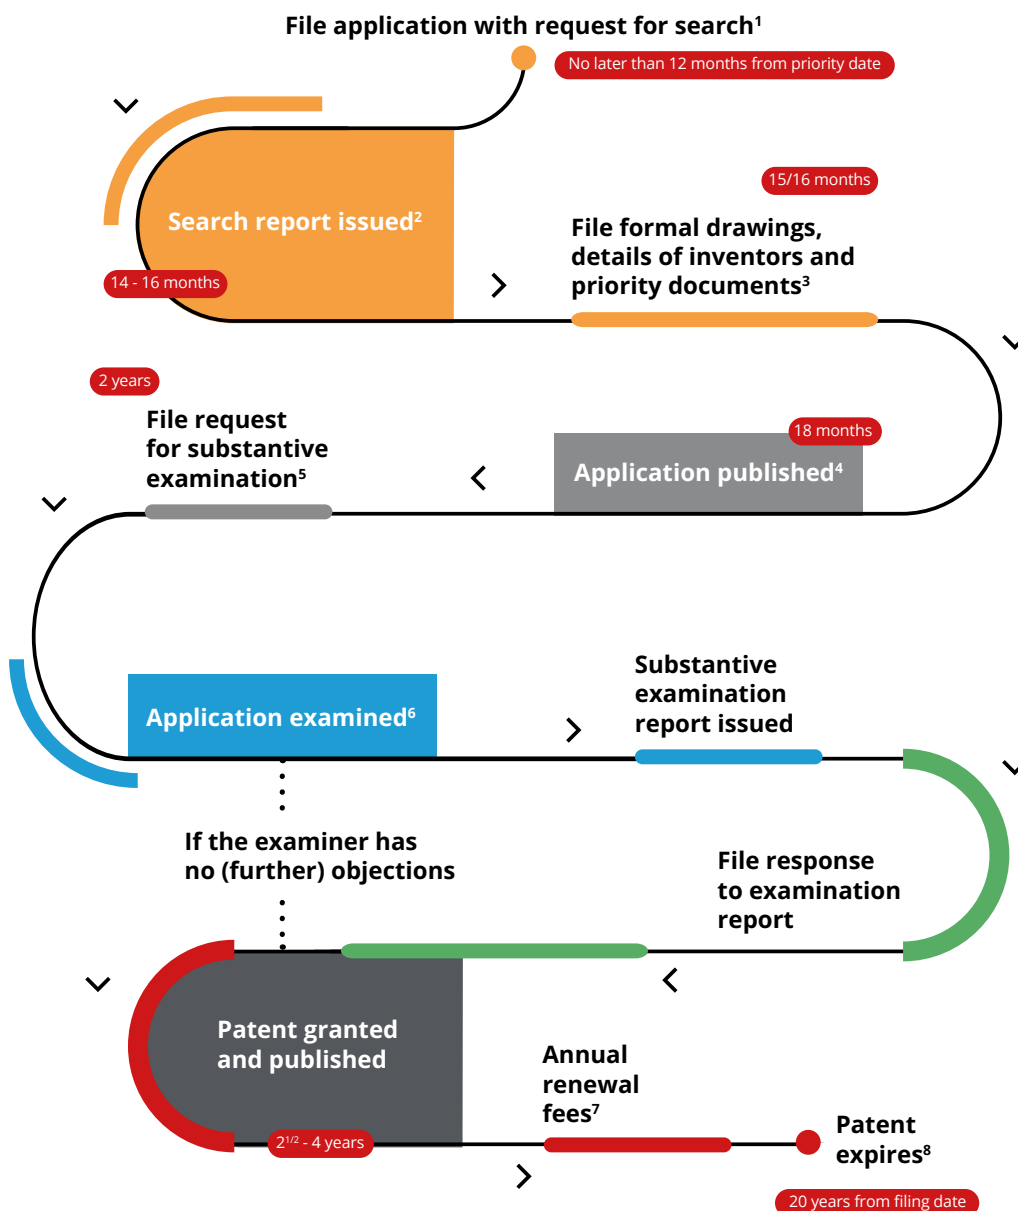 File application with request for search¹
No later than 12 months from priority date
Search report issued²
14 - 16 months
15/16 months
File formal drawings,
details of inventors and
priority documents³
18 months
Application published⁴
2 years
File request
for substantive
examination⁵
Application examined⁶
Substantive
examination
report issued
If the examiner has
no (further) objections
File response
to examination
report
Patent granted
and published
2¹/² - 4 years
Annual
renewal
fees⁷
Patent
expires⁸
20 years from filing date